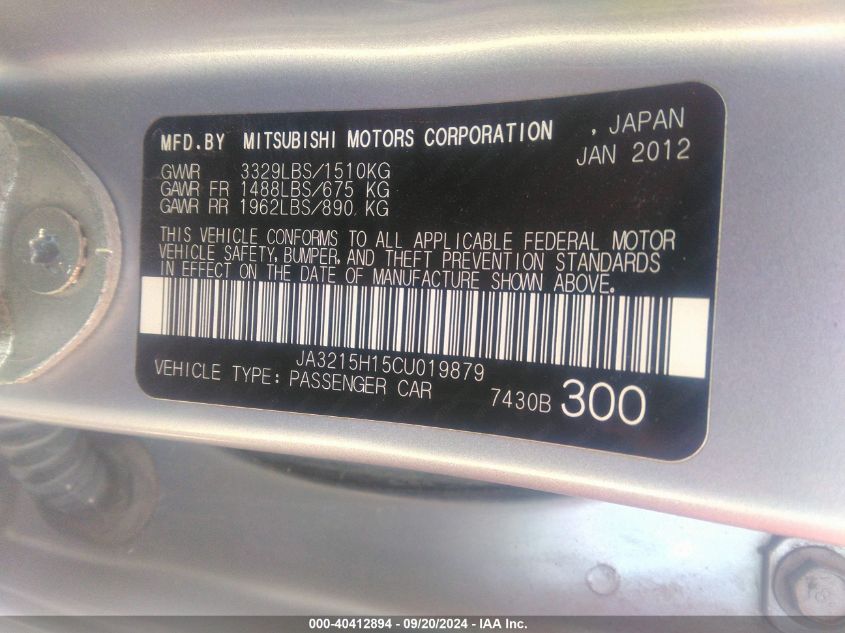 MFD.BY MITSUBISHI MOTORS CORPORATION , JAPAN
JAN 2012
GVWR 3329LBS/1510KG
GAWR FR 1488LBS/675 KG
GAWR RR 1962LBS/890 KG
THIS VEHICLE CONFORMS TO ALL APPLICABLE FEDERAL MOTOR
VEHICLE SAFETY, BUMPER, AND THEFT PREVENTION STANDARDS
IN EFFECT ON THE DATE OF MANUFACTURE SHOWN ABOVE.
JA3215H15CU019879
VEHICLE TYPE: PASSENGER CAR
7430B 300
000-40412894 - 09/20/2024 - IAA Inc.